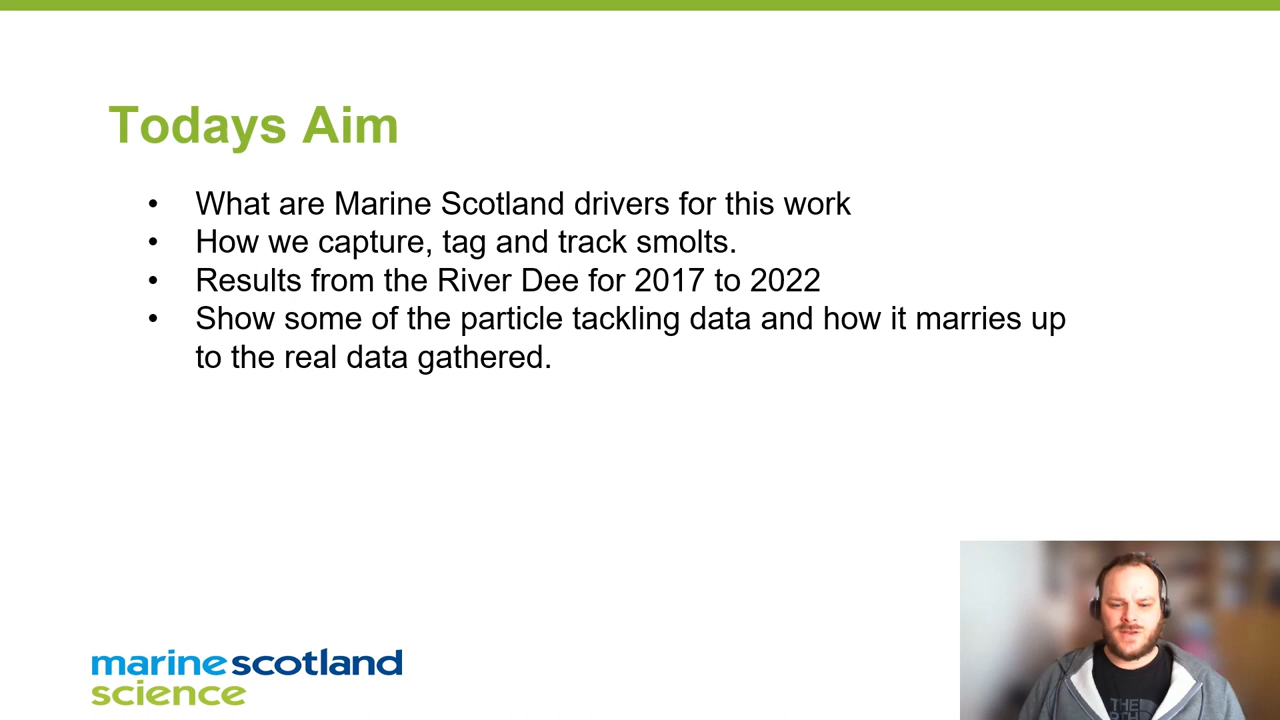 Todays Aim
• What are Marine Scotland drivers for this work
• How we capture, tag and track smolts.
• Results from the River Dee for 2017 to 2022
• Show some of the particle tackling data and how it marries up
to the real data gathered.
marinescotland
science
THE